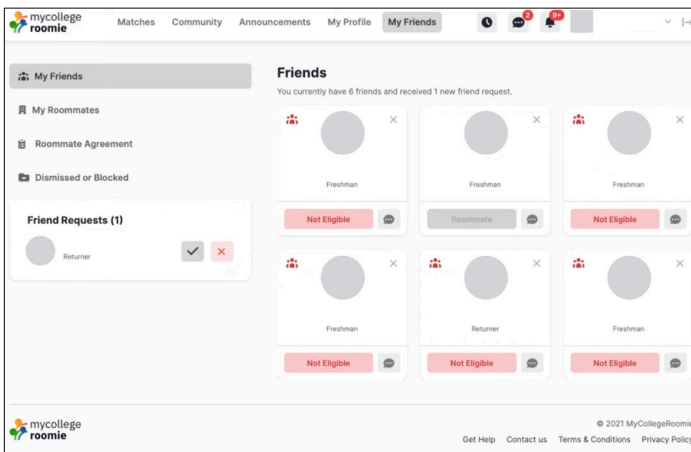 mycollege
roomie
Matches Community Announcements My Profile My Friends
2
9+
My Friends
My Roommates
Roommate Agreement
Dismissed or Blocked
Friend Requests (1)
Returner
Friends
You currently have 6 friends and received 1 new friend request.
Freshman Freshman Freshman
Not Eligible Roommate Not Eligible
Freshman Returner Freshman
Not Eligible Not Eligible Not Eligible
mycollege
roomie
© 2021 MyCollegeRoomie
Get Help Contact us Terms & Conditions Privacy Policy